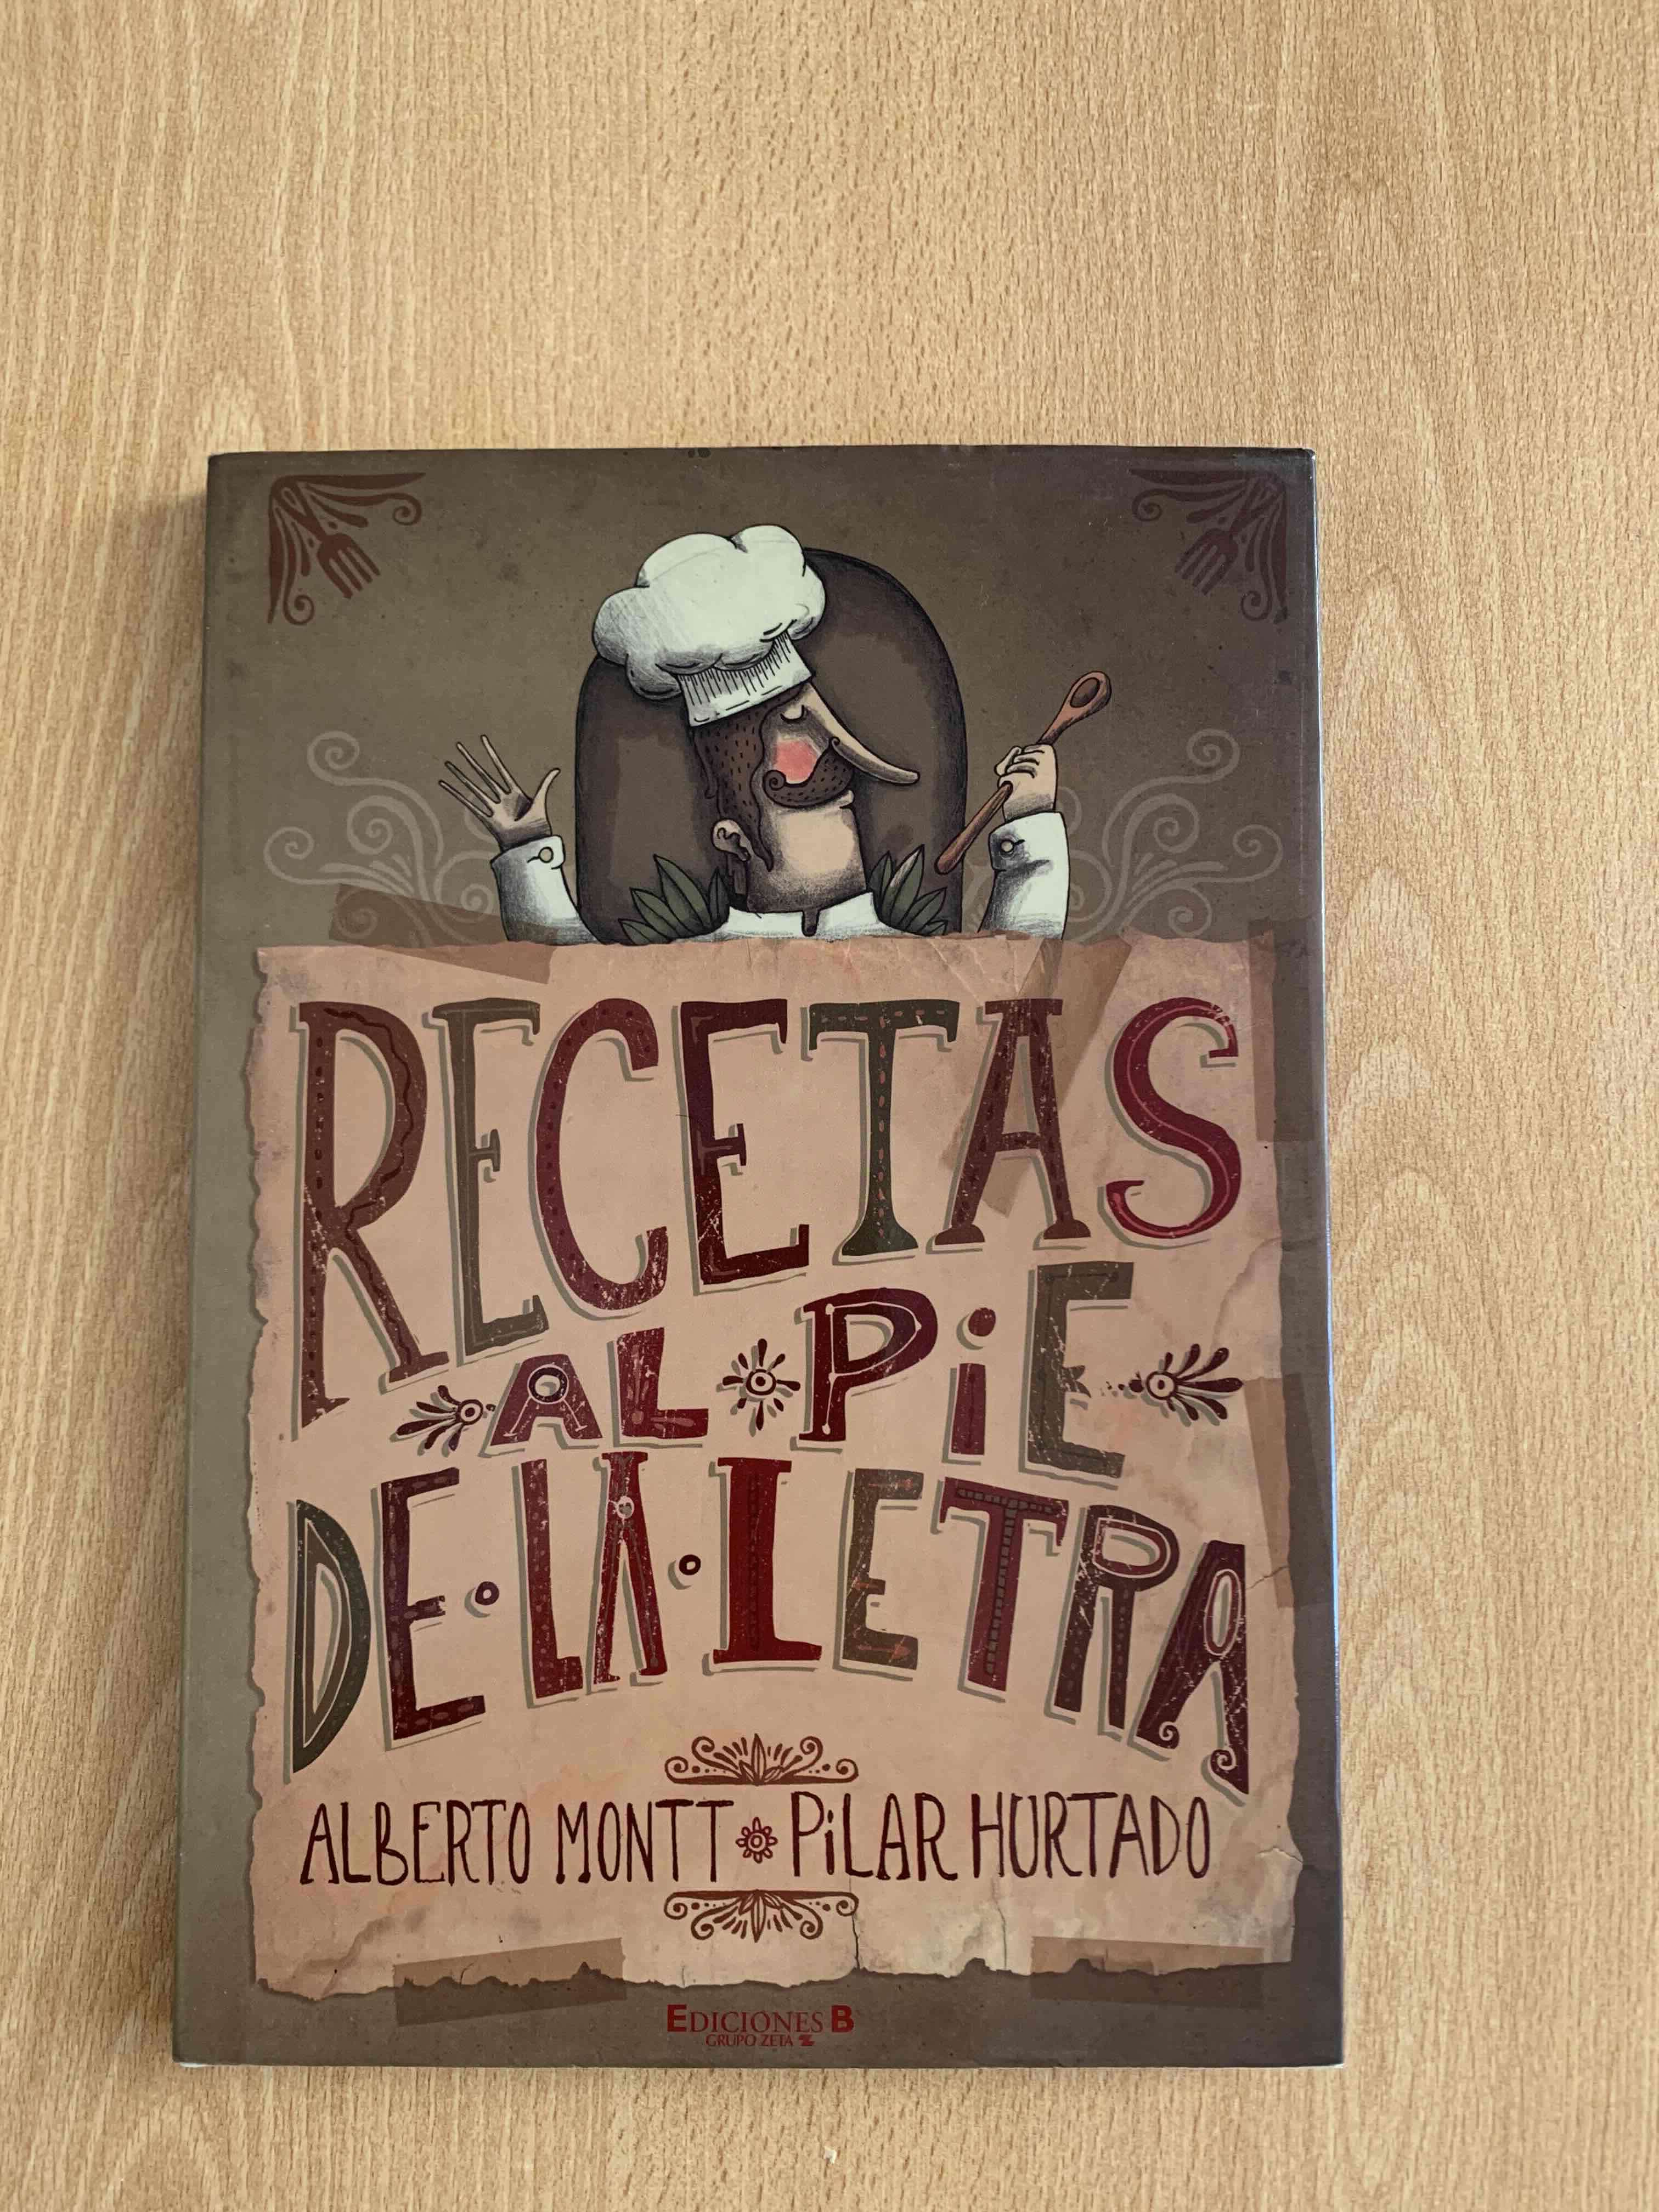 RECETAS
AL PiE
DE·LA·LETRA
ALBERTO MONTT PiLAR HURTADO
EDICIONES B
GRUPO ZETA